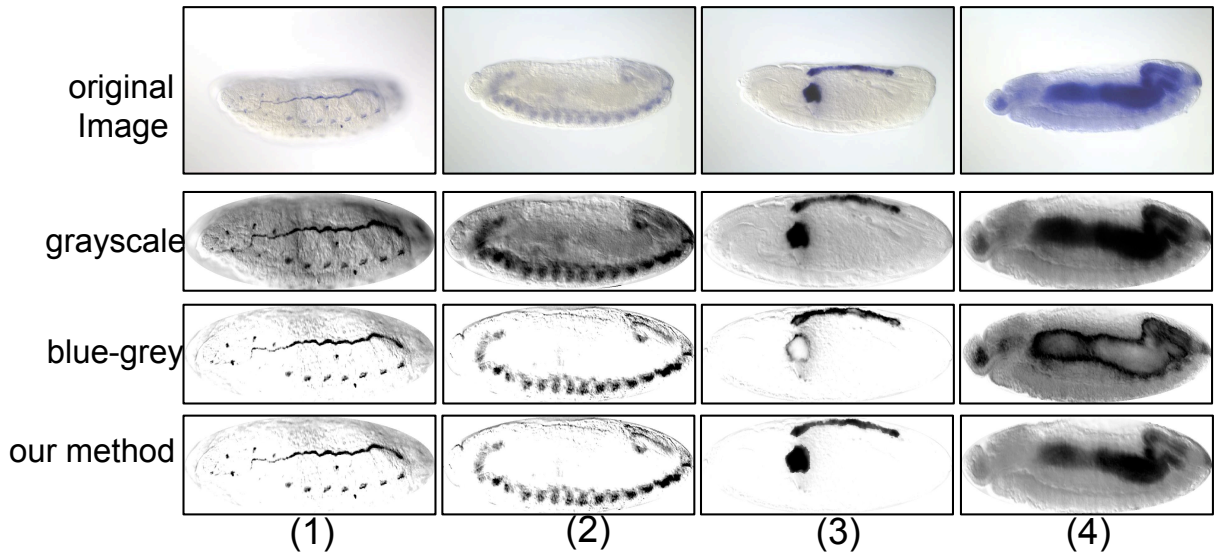 original
Image
grayscale
blue-grey
our method
(1) (2) (3) (4)